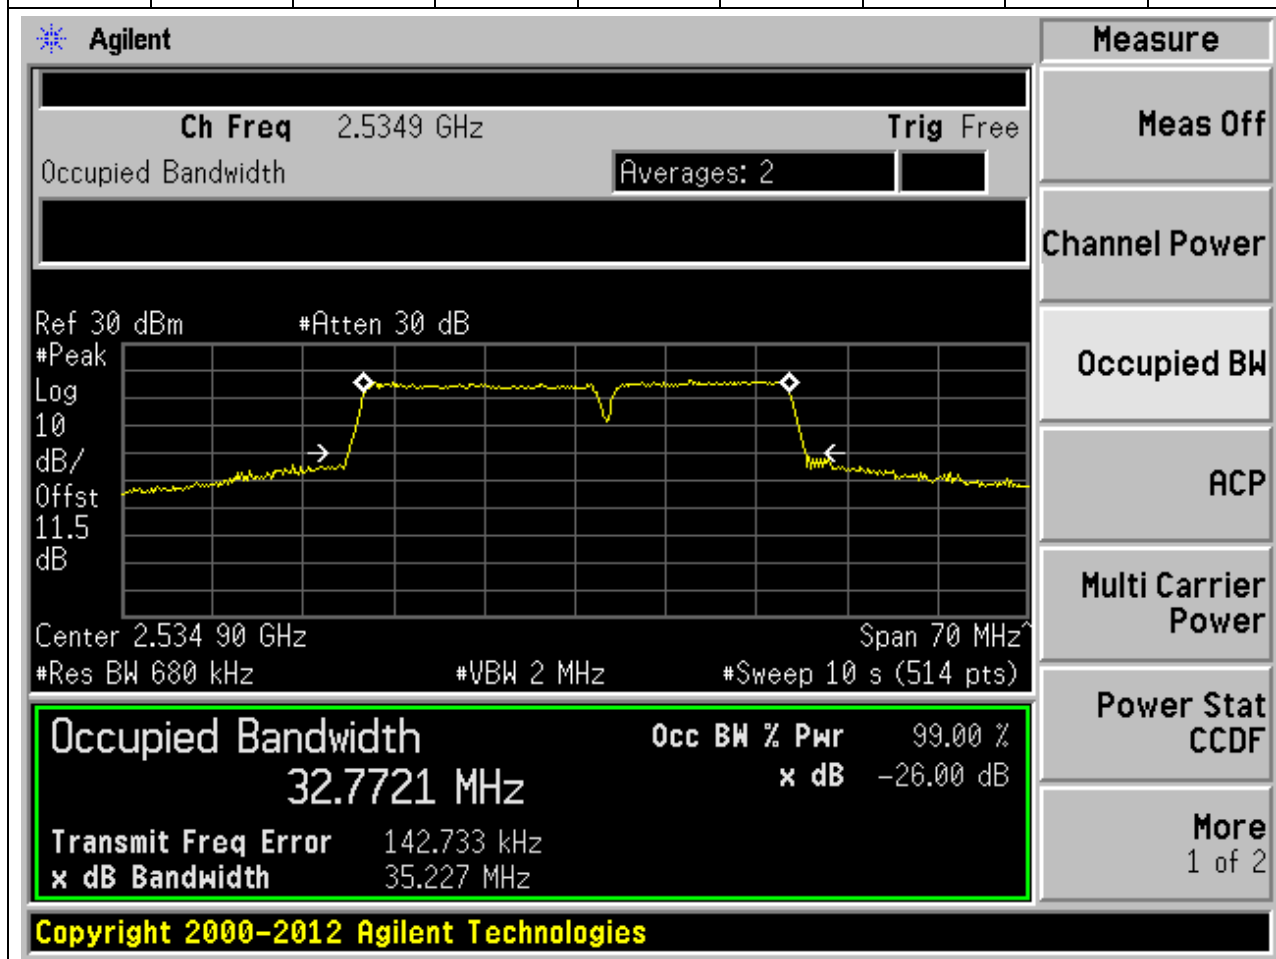 Agilent
Measure
Ch Freq 2.5349 GHz Trig Free
Occupied Bandwidth Averages: 2
Meas Off
Channel Power
Occupied BW
ACP
Multi Carrier
Power
Power Stat
CCDF
More
1 of 2
Ref 30 dBm #Atten 30 dB
#Peak
Log
10
dB/
Offst
11.5
dB
Center 2.534 90 GHz Span 70 MHz^
#Res BW 680 kHz #VBW 2 MHz #Sweep 10 s (514 pts)
Occupied Bandwidth Occ BW % Pwr 99.00 %
32.7721 MHz x dB -26.00 dB
Transmit Freq Error 142.733 kHz
x dB Bandwidth 35.227 MHz
Copyright 2000-2012 Agilent Technologies